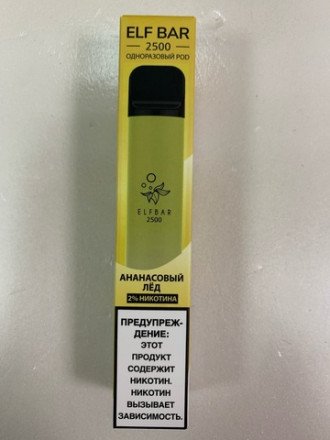 ELF BAR
2500
ОДНОРАЗОВЫЙ POD
ELFBAR
2500
АНАНАСОВЫЙ
ЛЁД
2% НИКОТИНА
ПРЕДУПРЕЖ-
ДЕНИЕ:
ЭТОТ
ПРОДУКТ
СОДЕРЖИТ
НИКОТИН.
НИКОТИН
ВЫЗЫВАЕТ
ЗАВИСИМОСТЬ.